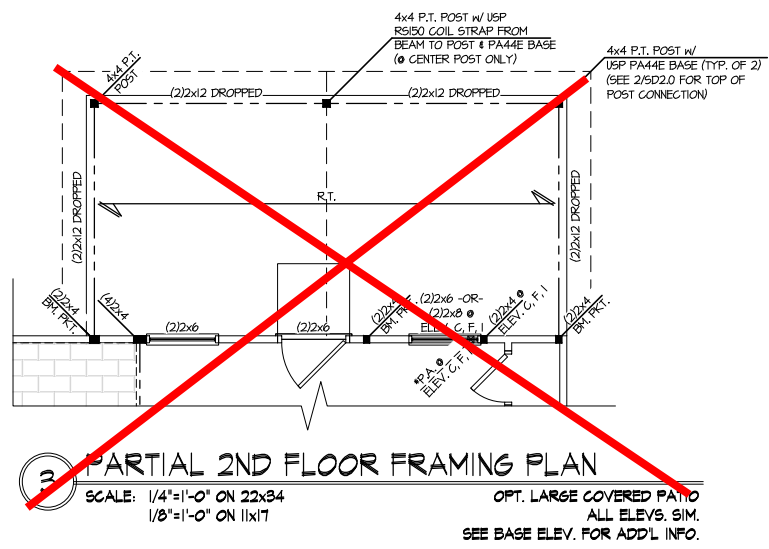 4x4 P.T. POST W/ USP
RS150 COIL STRAP FROM
BEAM TO POST & PA44E BASE
(@ CENTER POST ONLY)
4x4 P.T. POST W/
USP PA44E BASE (TYP. OF 2)
(SEE 2/SD2.0 FOR TOP OF
POST CONNECTION)
4x4 P.T.
POST
(2)2x12 DROPPED
(2)2x12 DROPPED
(2)2x12 DROPPED
(2)2x12 DROPPED
R.T.
(2)2x4
BM. PKT.
(4)2x4
(2)2x6
(2)2x6
(2)2x4
BM. PKT.
(2)2x6 -OR-
(2)2x8 @
ELEV. C, F, I
(2)2x4 @
ELEV. C, F, I
(2)2x4
BM. PKT.
*P.A. @
ELEV. C, F, I
3
PARTIAL 2ND FLOOR FRAMING PLAN
SCALE: 1/4"=1'-0" ON 22x34
1/8"=1'-0" ON 11x17
OPT. LARGE COVERED PATIO
ALL ELEVS. SIM.
SEE BASE ELEV. FOR ADD'L INFO.